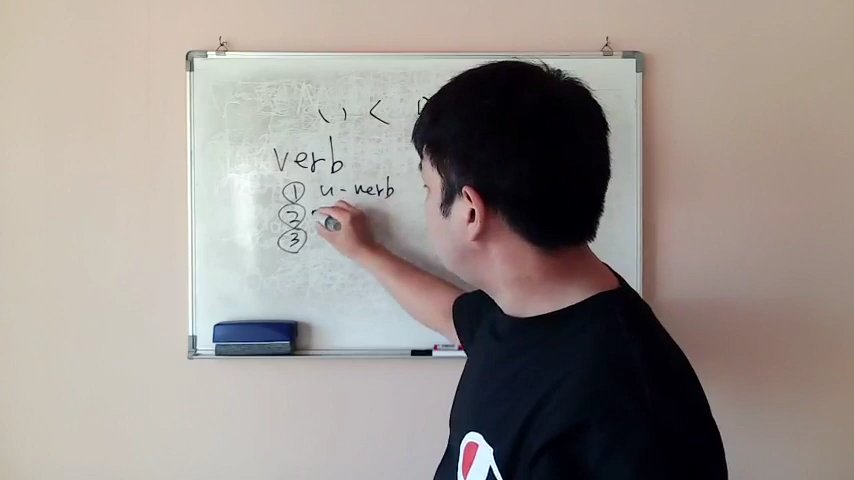 いく
verb
① u-verb
②
③